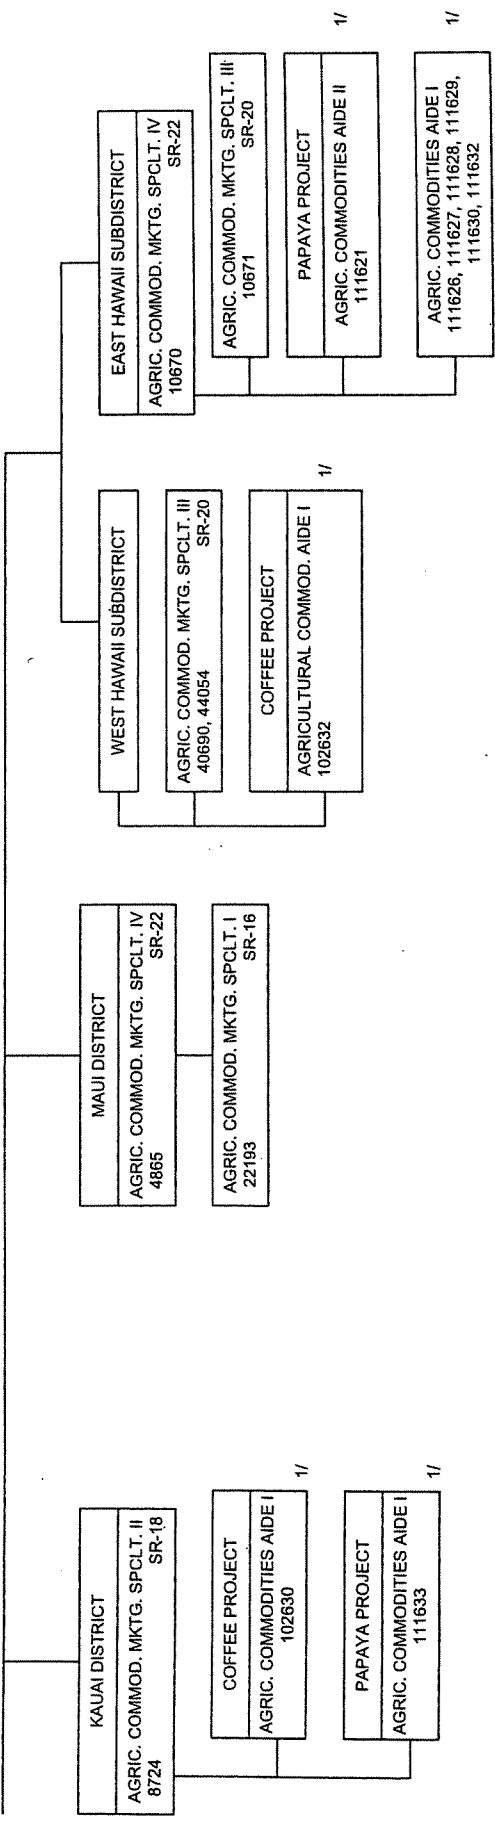 KAUAI DISTRICT
AGRIC. COMMOD. MKTG. SPCLT. II
8724 SR-18
COFFEE PROJECT
AGRIC. COMMODITIES AIDE I
102630
1/
PAPAYA PROJECT
AGRIC. COMMODITIES AIDE I
111633
1/
MAUI DISTRICT
AGRIC. COMMOD. MKTG. SPCLT. IV
4865 SR-22
AGRIC. COMMOD. MKTG. SPCLT. I
22193 SR-16
WEST HAWAII SUBDISTRICT
AGRIC. COMMOD. MKTG. SPCLT. III
40690, 44054 SR-20
COFFEE PROJECT
AGRICULTURAL COMMOD. AIDE I
102632
1/
EAST HAWAII SUBDISTRICT
AGRIC. COMMOD. MKTG. SPCLT. IV
10670 SR-22
AGRIC. COMMOD. MKTG. SPCLT. III
10671 SR-20
PAPAYA PROJECT
AGRIC. COMMODITIES AIDE II
111621
1/
AGRIC. COMMODITIES AIDE I
111626, 111627, 111628, 111629,
111630, 111632
1/